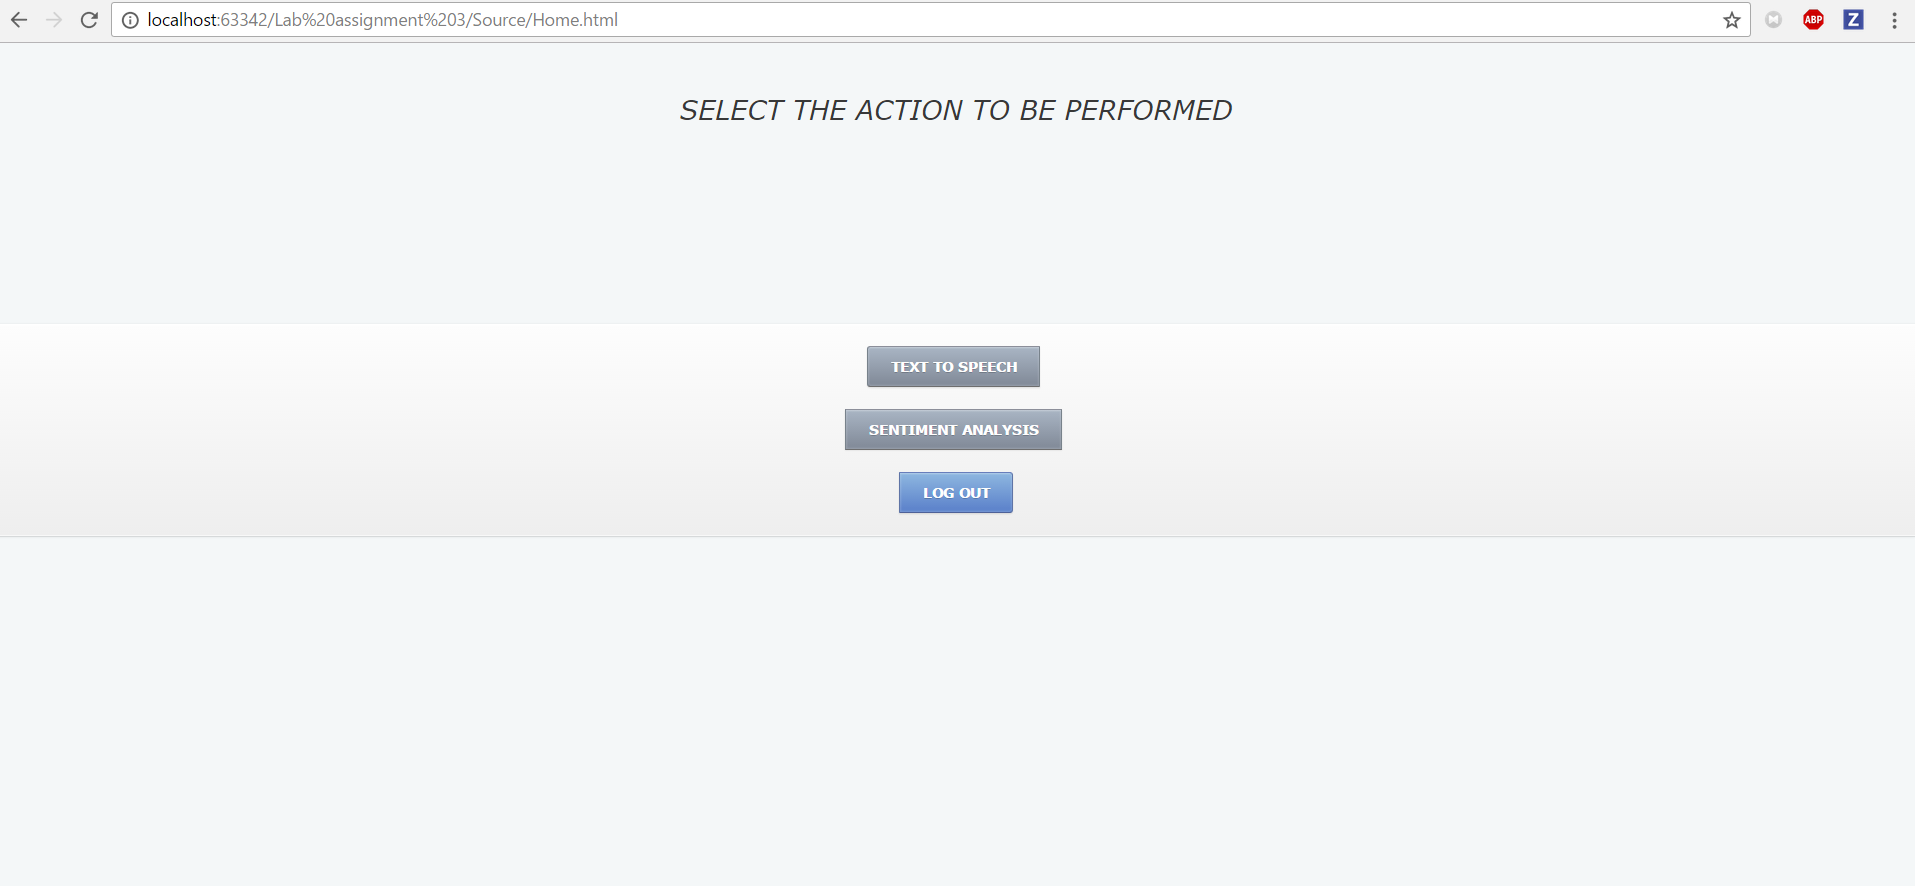 localhost:63342/Lab%20assignment%203/Source/Home.html
ABP
Z
SELECT THE ACTION TO BE PERFORMED
TEXT TO SPEECH
SENTIMENT ANALYSIS
LOG OUT